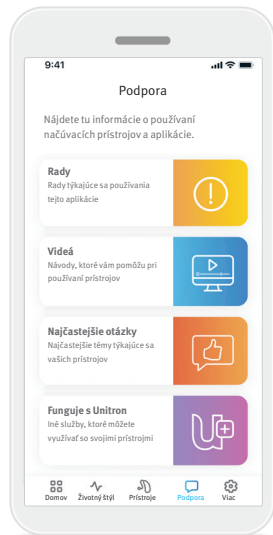 9:41
Podpora
Nájdete tu informácie o používaní
načúvacích prístrojov a aplikácie.
Rady
Rady týkajúce sa používania
tejto aplikácie
Videá
Návody, ktoré vám pomôžu pri
používaní prístrojov
Najčastejšie otázky
Najčastejšie témy týkajúce sa
vašich prístrojov
Funguje s Unitron
Iné služby, ktoré môžete
využívať so svojimi prístrojmi
Domov Životný štýl Prístroje Podpora Viac